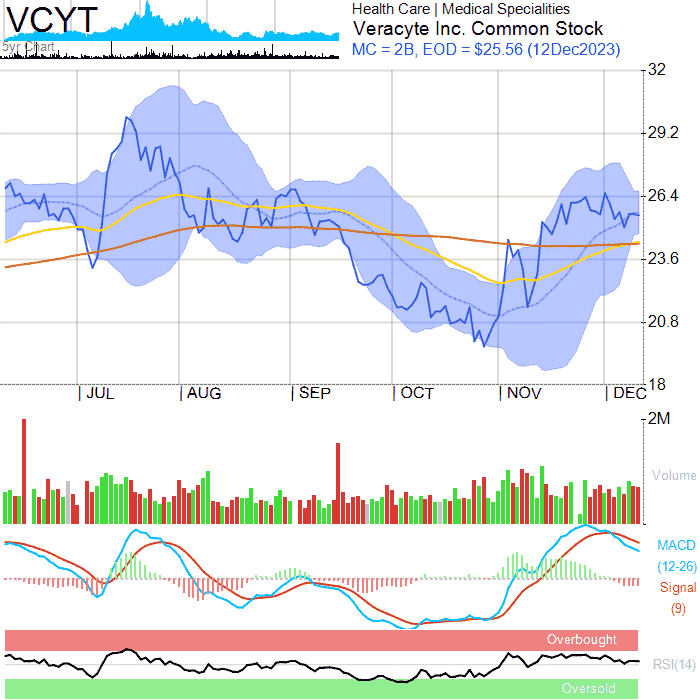 VCYT
5yr Chart
Health Care | Medical Specialities
Veracyte Inc. Common Stock
MC = 2B, EOD = $25.56 (12Dec2023)
32
29.2
26.4
23.6
20.8
18
JUL
AUG
SEP
OCT
NOV
DEC
2M
Volume
MACD
(12-26)
Signal
(9)
Overbought
RSI(14)
Oversold